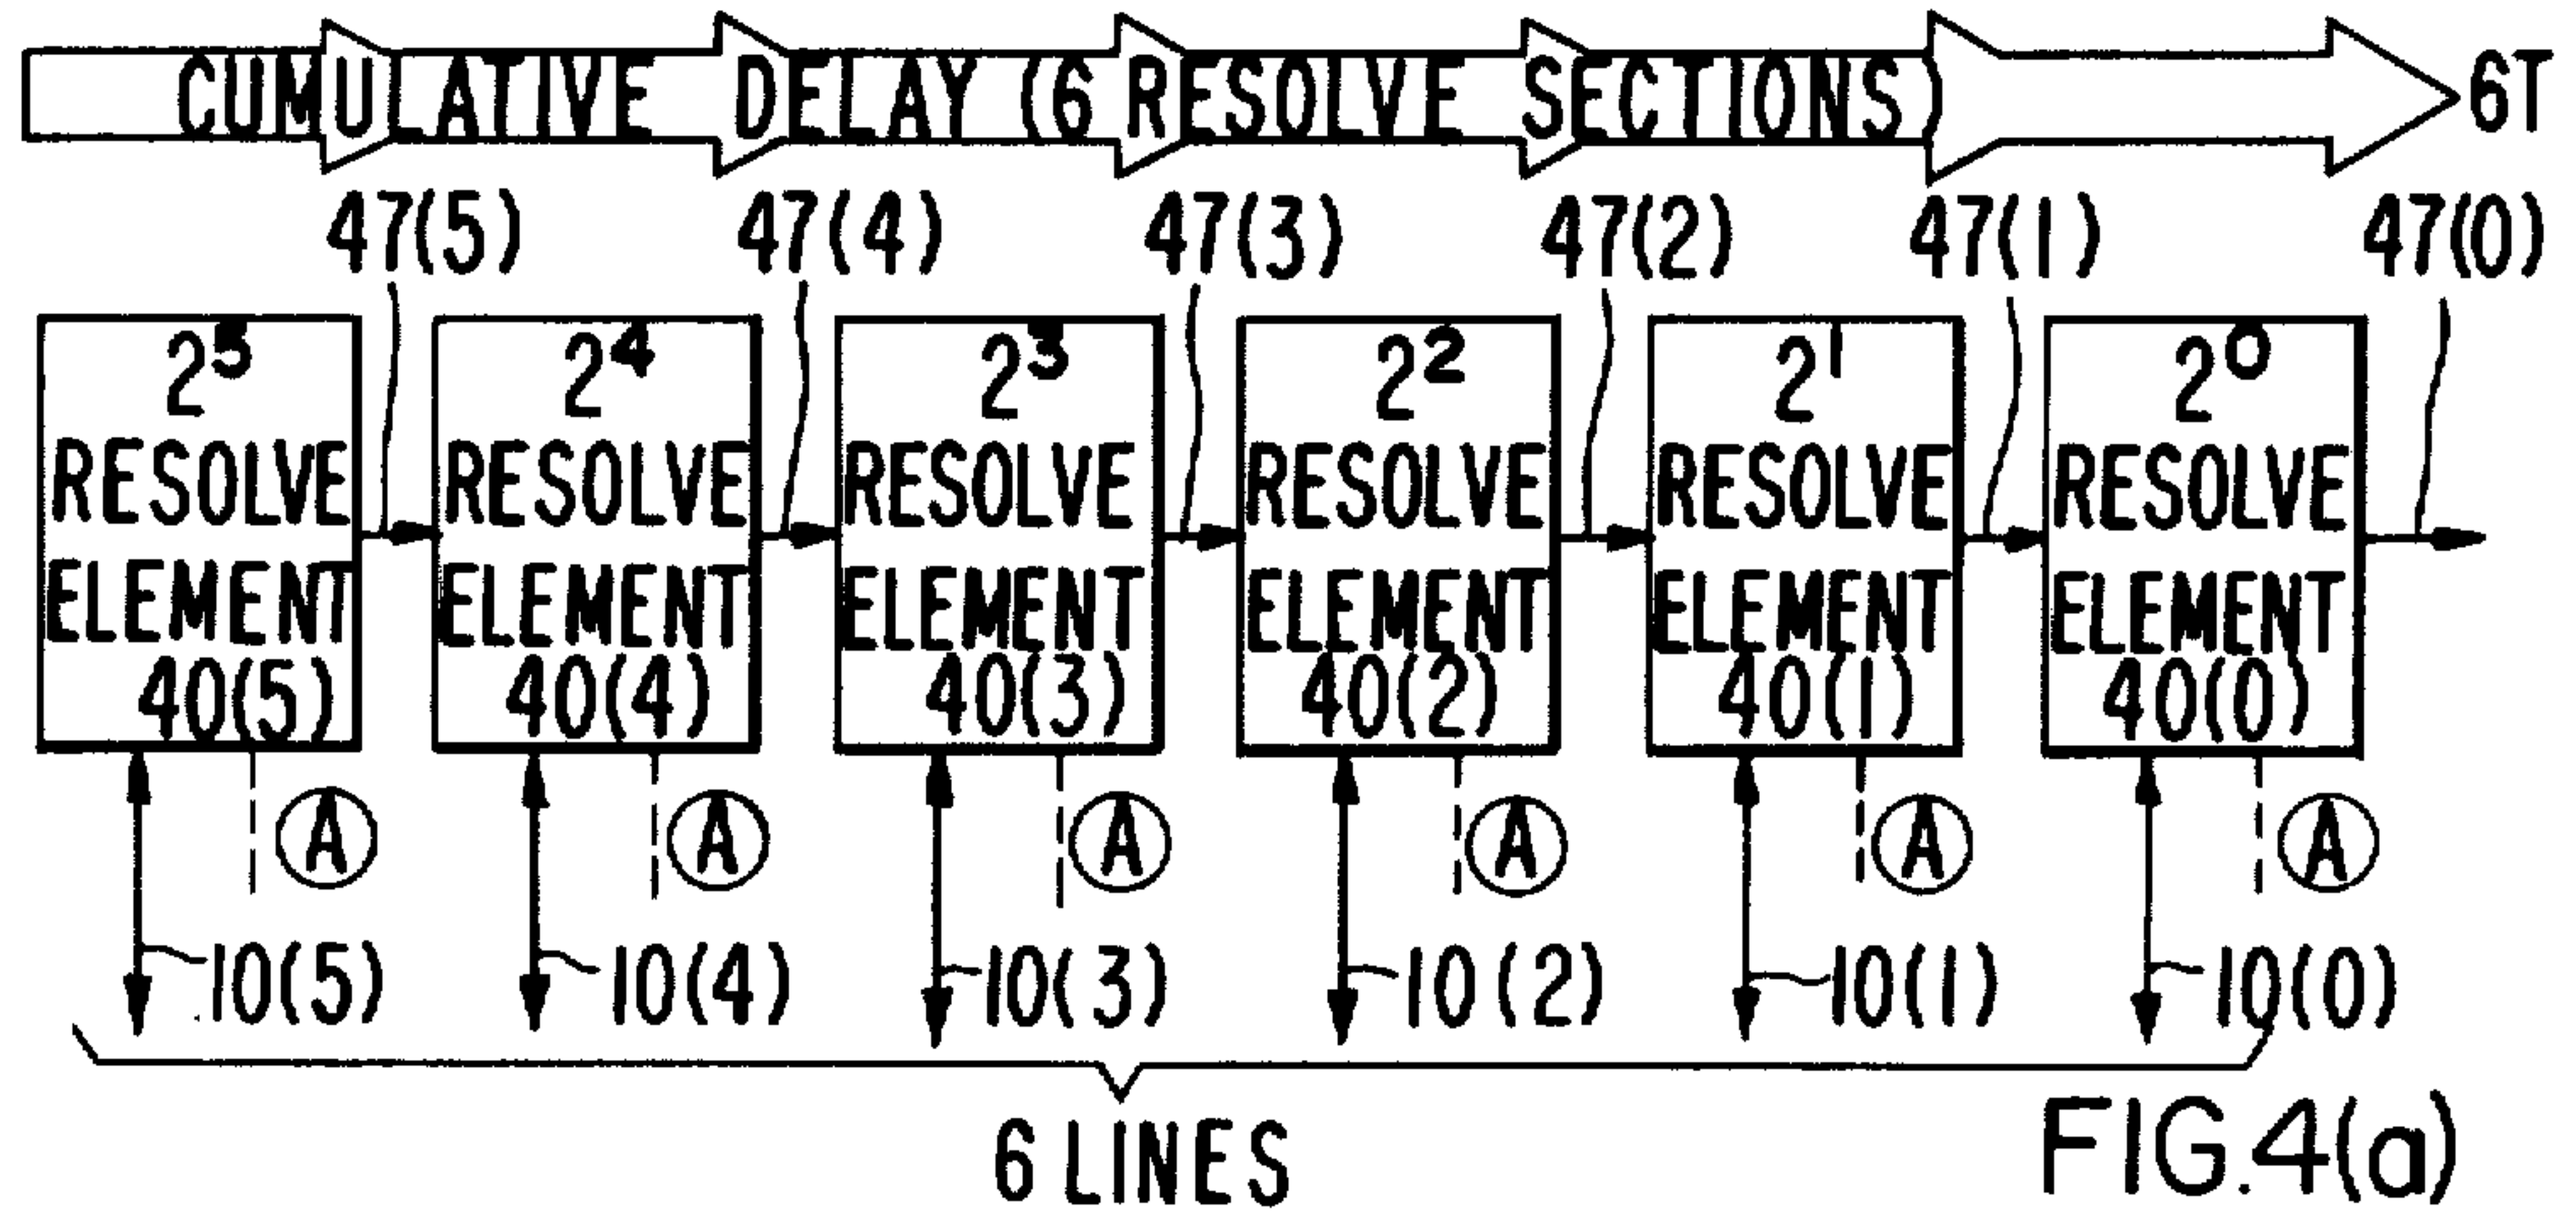 CUMULATIVE DELAY (6 RESOLVE SECTIONS) 6T
47(5) 47(4) 47(3) 47(2) 47(1) 47(0)
2⁵ RESOLVE ELEMENT 40(5)
2⁴ RESOLVE ELEMENT 40(4)
2³ RESOLVE ELEMENT 40(3)
2² RESOLVE ELEMENT 40(2)
2¹ RESOLVE ELEMENT 40(1)
2⁰ RESOLVE ELEMENT 40(0)
A A A A A A
10(5) 10(4) 10(3) 10(2) 10(1) 10(0)
6 LINES
FIG.4(a)